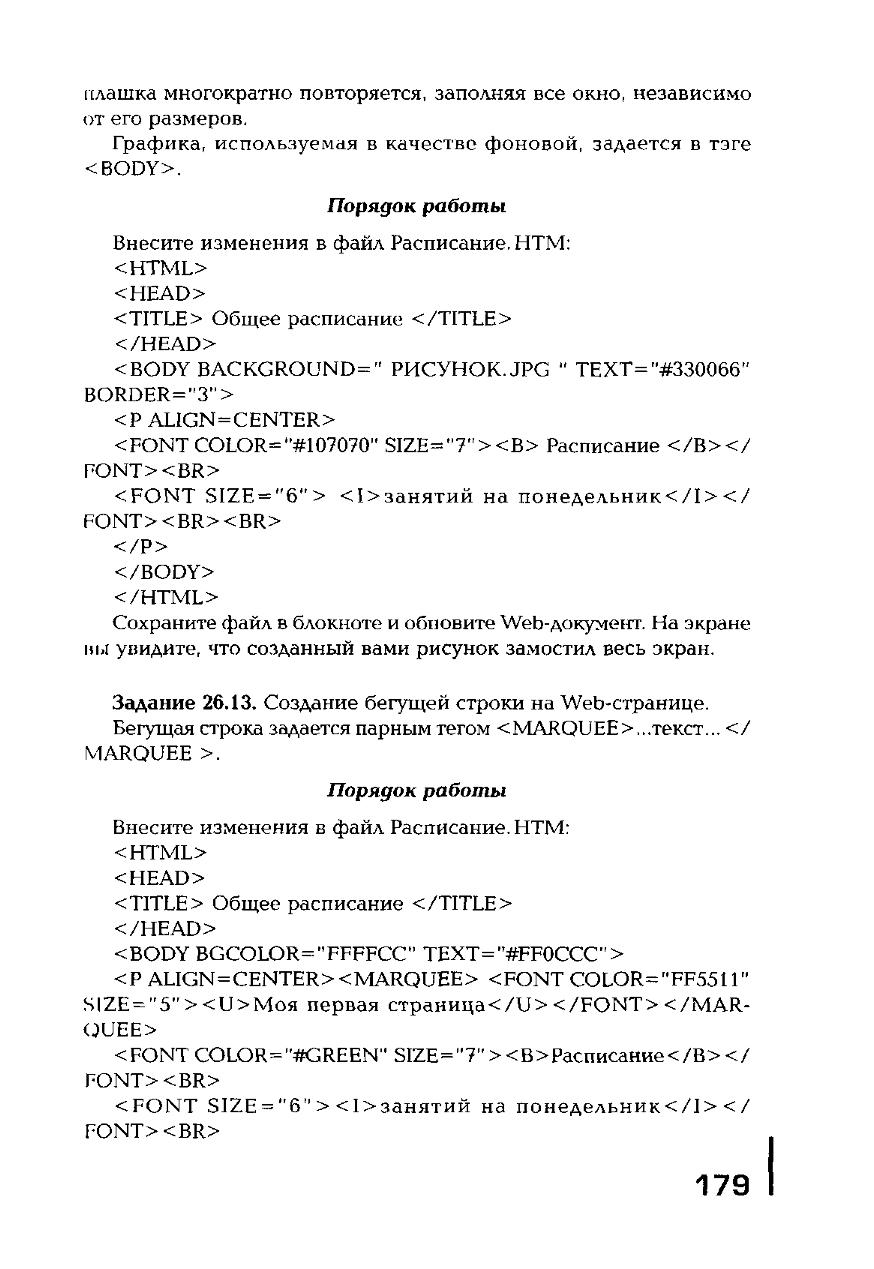 плашка многократно повторяется, заполняя все окно, независимо
от его размеров.
Графика, используемая в качестве фоновой, задается в тэге
<BODY>.
Порядок работы
Внесите изменения в файл Расписание.HTM:
<HTML>
<HEAD>
<TITLE> Общее расписание </TITLE>
</HEAD>
<BODY BACKGROUND=" РИСУНОК.JPG " TEXT="#330066"
BORDER="3">
<P ALIGN=CENTER>
<FONT COLOR="#107070" SIZE="7"><B> Расписание </B></
FONT><BR>
<FONT SIZE="6"> <I>занятий на понедельник</I></
FONT><BR><BR>
</P>
</BODY>
</HTML>
Сохраните файл в блокноте и обновите Web-документ. На экране
вы увидите, что созданный вами рисунок замостил весь экран.
Задание 26.13. Создание бегущей строки на Web-странице.
Бегущая строка задается парным тегом <MARQUEE>...текст... </
MARQUEE >.
Порядок работы
Внесите изменения в файл Расписание.HTM:
<HTML>
<HEAD>
<TITLE> Общее расписание </TITLE>
</HEAD>
<BODY BGCOLOR="FFFFCC" TEXT="#FF0CCC">
<P ALIGN=CENTER><MARQUEE> <FONT COLOR="FF5511"
SIZE="5"><U>Моя первая страница</U></FONT></MAR-
QUEE>
<FONT COLOR="#GREEN" SIZE="7"><B>Расписание</B></
FONT><BR>
<FONT SIZE="6"><I>занятий на понедельник</I></
FONT><BR>
179